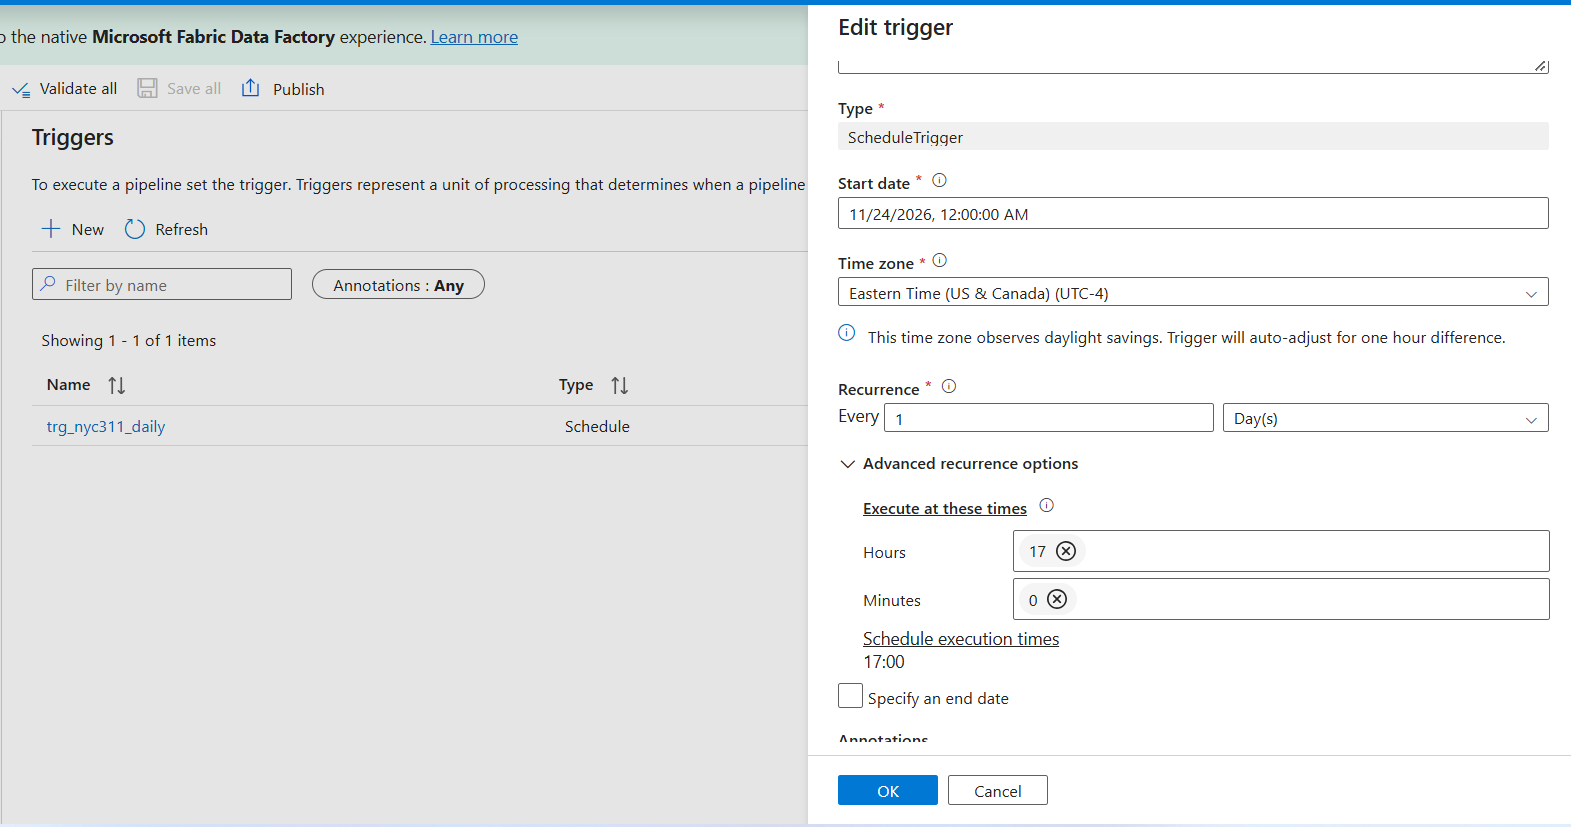 o the native Microsoft Fabric Data Factory experience. Learn more
Validate all
Save all
Publish
Triggers
To execute a pipeline set the trigger. Triggers represent a unit of processing that determines when a pipeline
New
Refresh
Filter by name
Annotations : Any
Showing 1 - 1 of 1 items
Name
Type
trg_nyc311_daily
Schedule
Edit trigger
Type *
ScheduleTrigger
Start date *
11/24/2026, 12:00:00 AM
Time zone *
Eastern Time (US & Canada) (UTC-4)
This time zone observes daylight savings. Trigger will auto-adjust for one hour difference.
Recurrence *
Every 1 Day(s)
Advanced recurrence options
Execute at these times
Hours 17
Minutes 0
Schedule execution times
17:00
Specify an end date
Annotations
OK
Cancel